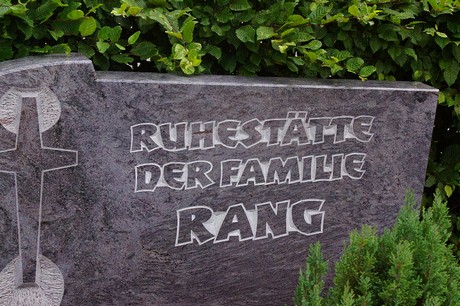 RUHESTÄTTE
DER FAMILIE
RANG